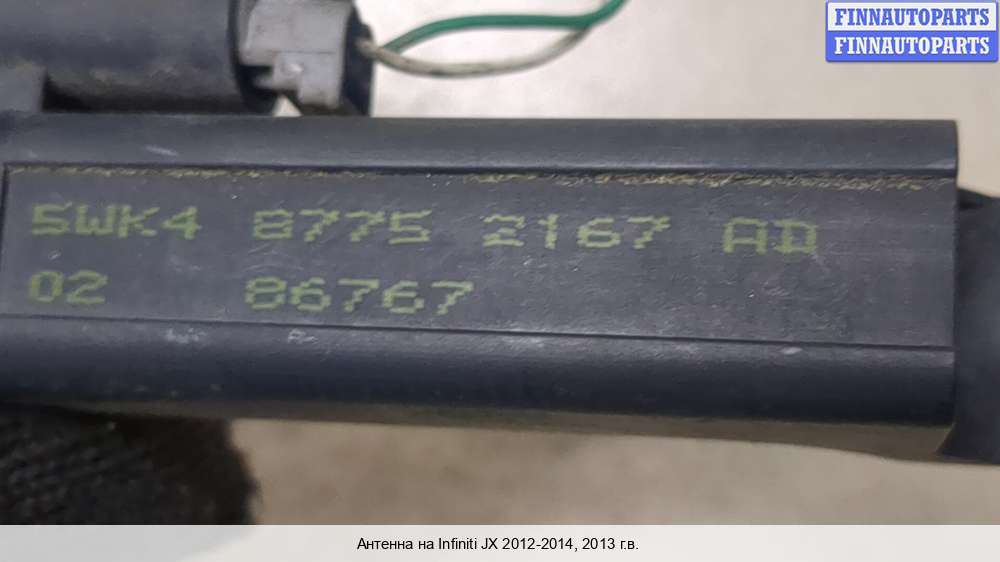 FINNAUTOPARTS
FINNAUTOPARTS
5WK4 8775 2167 AD
02 86767
Антенна на Infiniti JX 2012-2014, 2013 г.в.